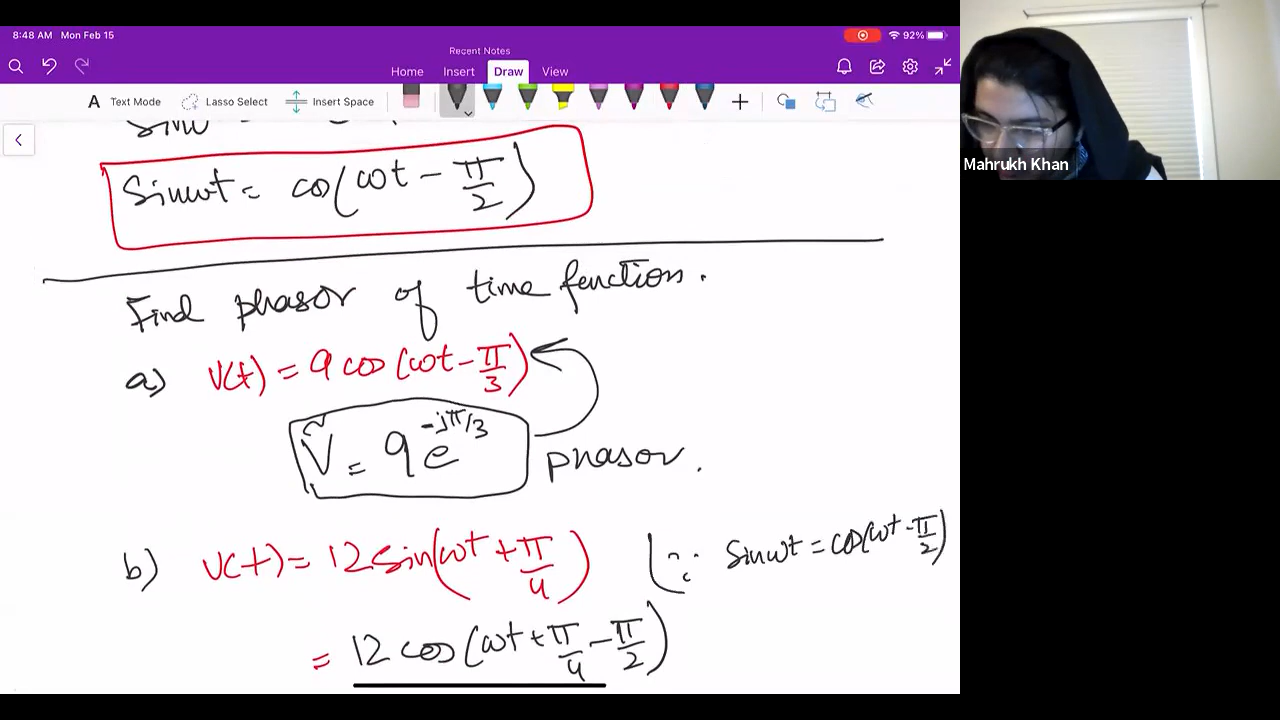 8:48 AM Mon Feb 15
92%
Recent Notes
Home Insert Draw View
Text Mode Lasso Select Insert Space
Mahrukh Khan
Sinωt = co(ωt - π/2)
Find phasor of time function.
a) V(t) = 9 cos(ωt - π/3)
Ṽ = 9e^-jπ/3 phasor.
b) V(t) = 12 sin(ωt + π/4) (∵ sinωt = cos(ωt - π/2)
= 12 cos(ωt + π/4 - π/2)